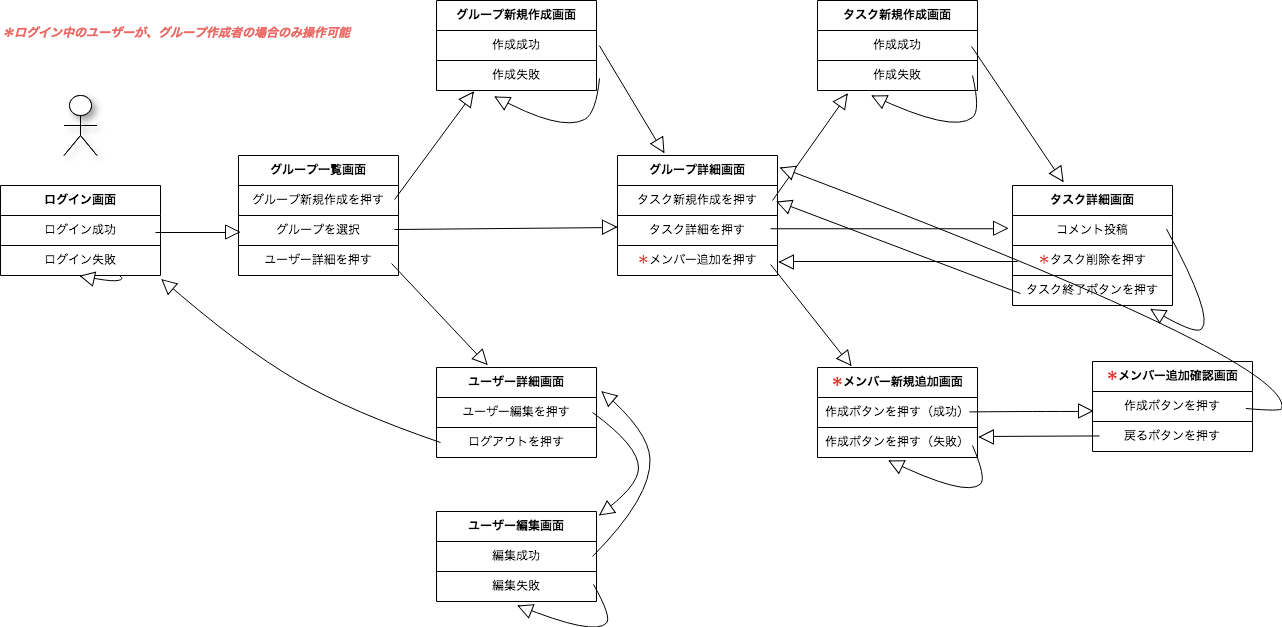 ＊ログイン中のユーザーが、グループ作成者の場合のみ操作可能
グループ新規作成画面
作成成功
作成失敗
タスク新規作成画面
作成成功
作成失敗
ログイン画面
ログイン成功
ログイン失敗
グループ一覧画面
グループ新規作成を押す
グループを選択
ユーザー詳細を押す
グループ詳細画面
タスク新規作成を押す
タスク詳細を押す
＊メンバー追加を押す
タスク詳細画面
コメント投稿
＊タスク削除を押す
タスク終了ボタンを押す
ユーザー詳細画面
ユーザー編集を押す
ログアウトを押す
＊メンバー新規追加画面
作成ボタンを押す（成功）
作成ボタンを押す（失敗）
＊メンバー追加確認画面
作成ボタンを押す
戻るボタンを押す
ユーザー編集画面
編集成功
編集失敗